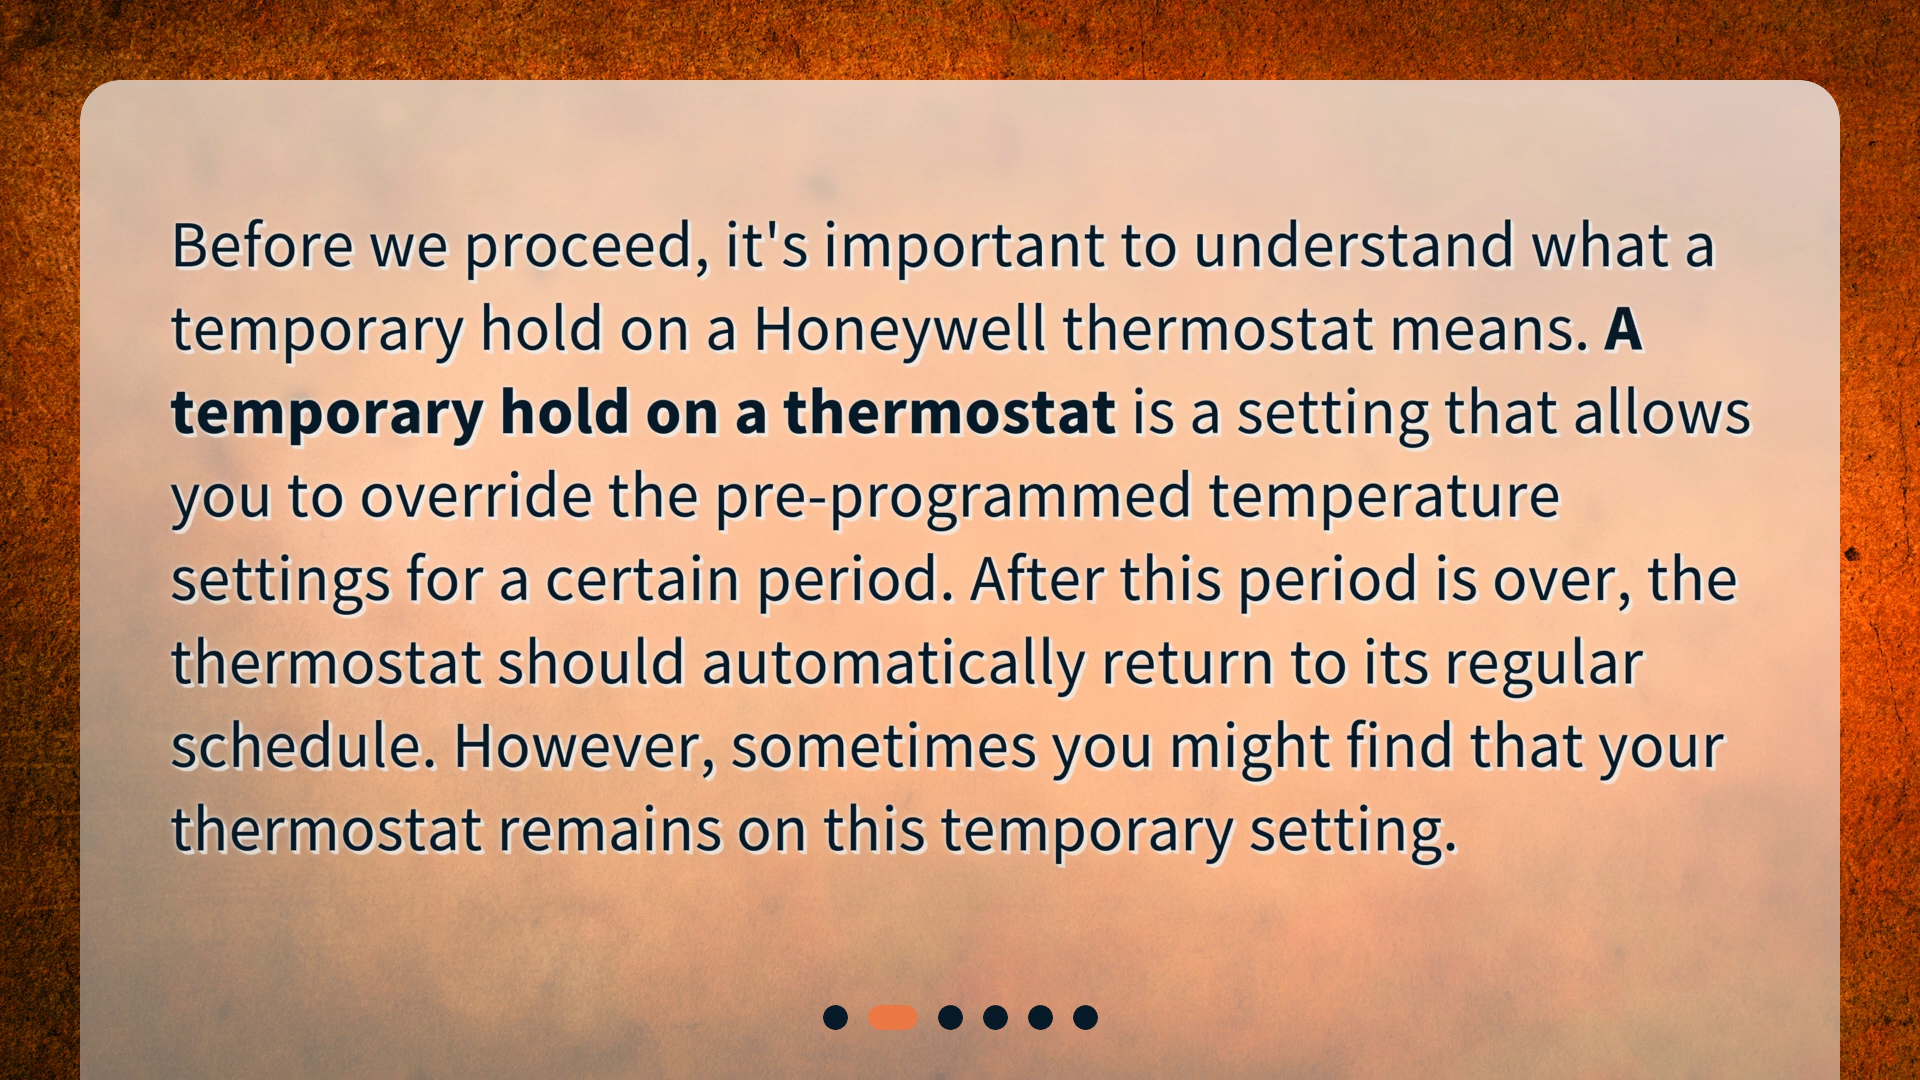 Before we proceed, it's important to understand what a
temporary hold on a Honeywell thermostat means. A
temporary hold on a thermostat is a setting that allows
you to override the pre-programmed temperature
settings for a certain period. After this period is over, the
thermostat should automatically return to its regular
schedule. However, sometimes you might find that your
thermostat remains on this temporary setting.